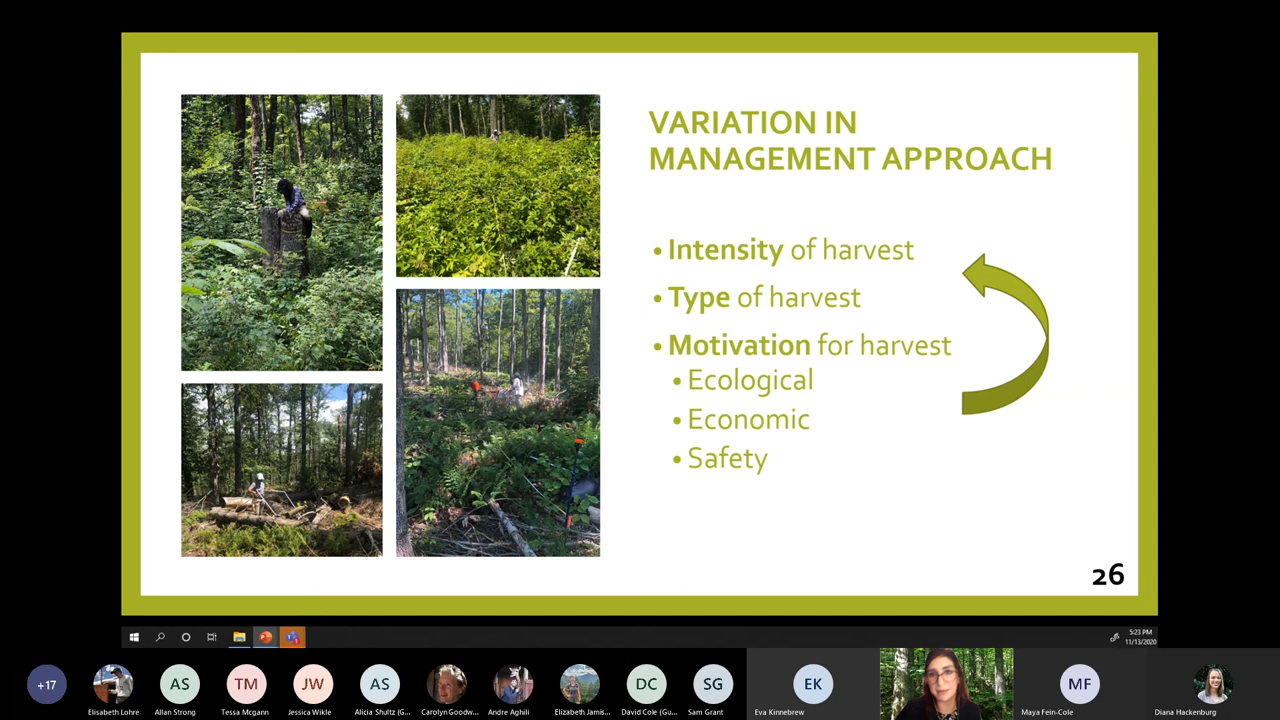 VARIATION IN
MANAGEMENT APPROACH
• Intensity of harvest
• Type of harvest
• Motivation for harvest
• Ecological
• Economic
• Safety
26
5:23 PM
11/13/2020
+17
AS
TM
JW
AS
DC
SG
EK
MF
Elisabeth Lohre
Allan Strong
Tessa Mcgann
Jessica Wikle
Alicia Shultz (G...
Carolyn Goodw...
Andre Aghili
Elizabeth Jamis...
David Cole (Gu...
Sam Grant
Eva Kinnebrew
Maya Fein-Cole
Diana Hackenburg